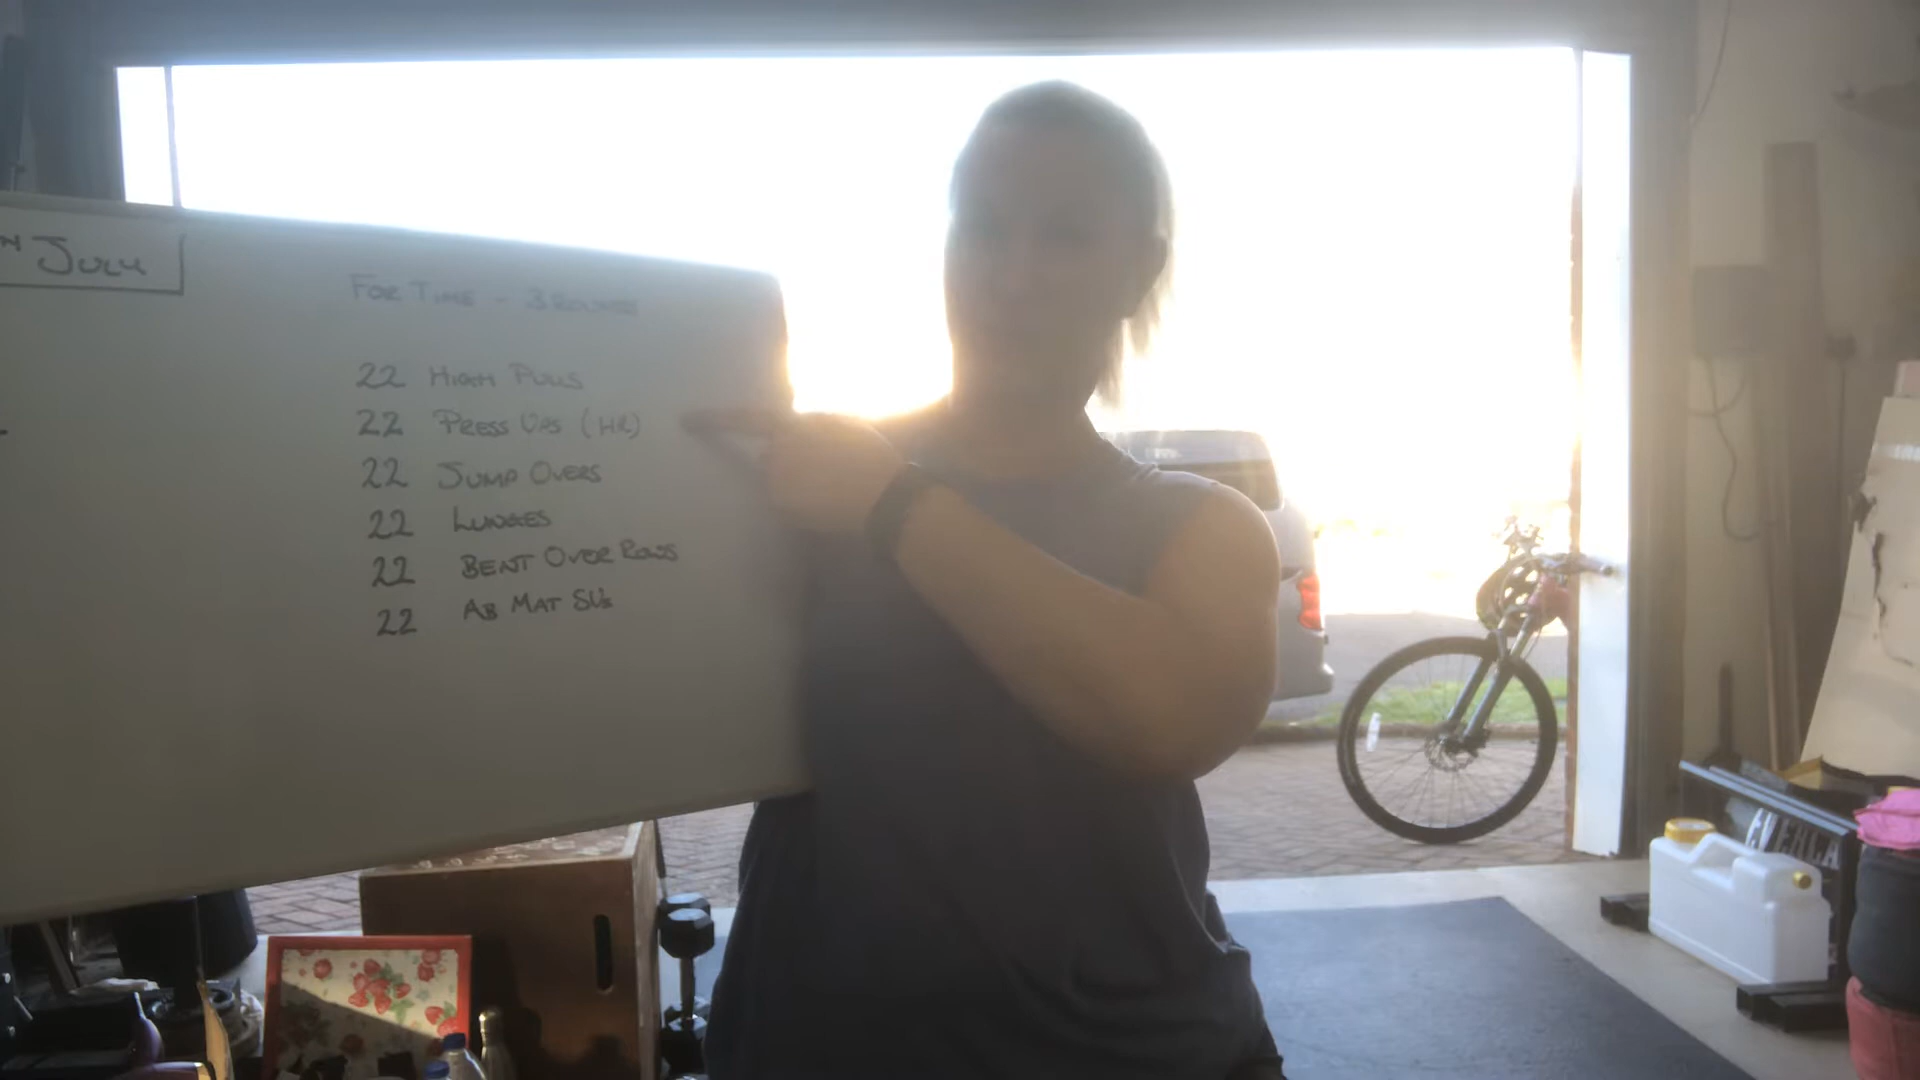 July
For Time - 3 Rounds
22 High Pulls
22 Press Ups (HR)
22 Jump Overs
22 Lunges
22 Bent Over Rows
22 Ab Mat SUs